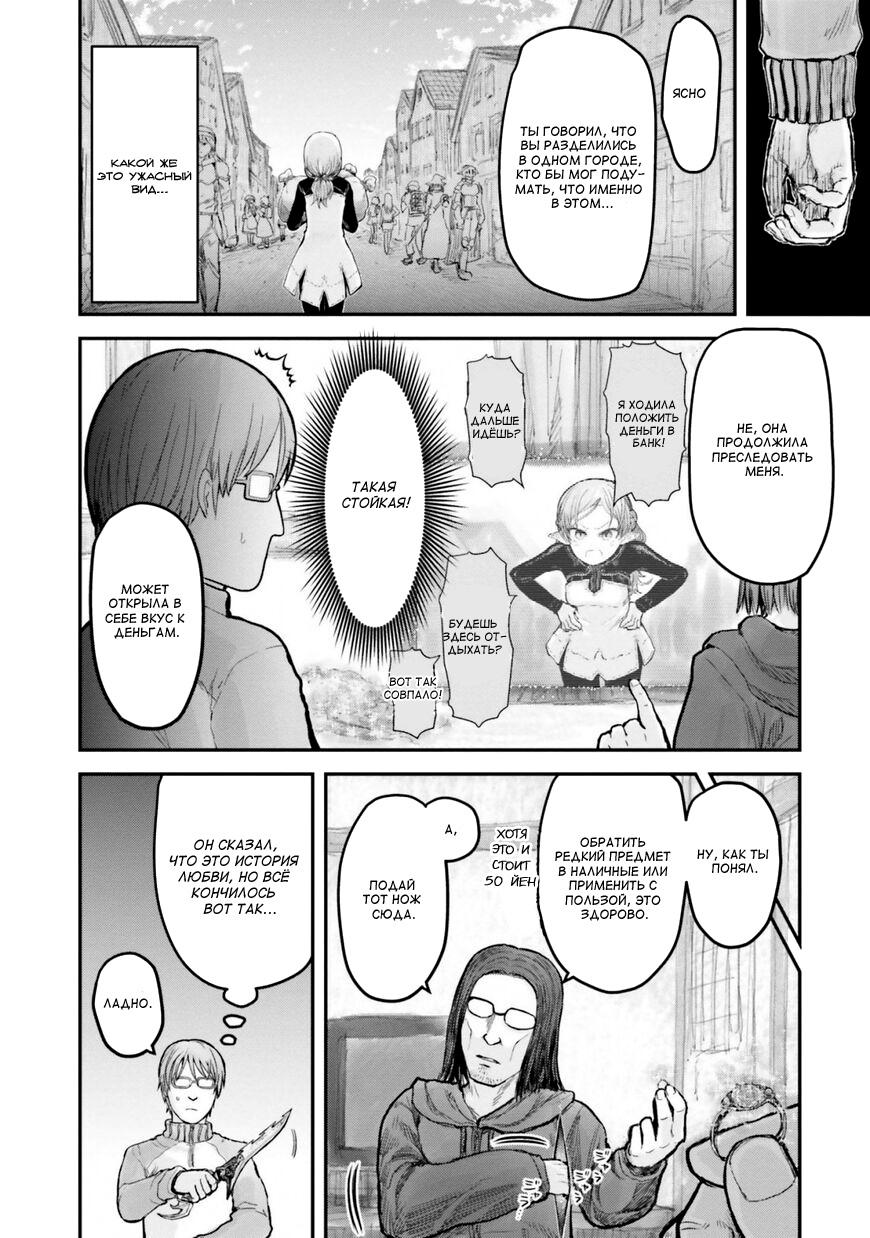 ЯСНО
ТЫ ГОВОРИЛ, ЧТО
ВЫ РАЗДЕЛИЛИСЬ
В ОДНОМ ГОРОДЕ,
КТО БЫ МОГ ПОДУ-
МАТЬ, ЧТО ИМЕННО
В ЭТОМ...
КАКОЙ ЖЕ
ЭТО УЖАСНЫЙ
ВИД...
НЕ, ОНА
ПРОДОЛЖИЛА
ПРЕСЛЕДОВАТЬ
МЕНЯ.
Я ХОДИЛА
ПОЛОЖИТЬ
ДЕНЬГИ В
БАНК!
КУДА
ДАЛЬШЕ
ИДЁШЬ?
БУДЕШЬ
ЗДЕСЬ ОТ-
ДЫХАТЬ?
ВОТ ТАК
СОВПАЛО!
ТАКАЯ
СТОЙКАЯ!
МОЖЕТ
ОТКРЫЛА В
СЕБЕ ВКУС К
ДЕНЬГАМ.
НУ, КАК ТЫ
ПОНЯЛ.
ОБРАТИТЬ
РЕДКИЙ ПРЕДМЕТ
В НАЛИЧНЫЕ ИЛИ
ПРИМЕНИТЬ С
ПОЛЬЗОЙ, ЭТО
ЗДОРОВО.
ХОТЯ
ЭТО И
СТОИТ
50 ЙЕН
А,
ПОДАЙ
ТОТ НОЖ
СЮДА.
ОН СКАЗАЛ,
ЧТО ЭТО ИСТОРИЯ
ЛЮБВИ, НО ВСЁ
КОНЧИЛОСЬ
ВОТ ТАК...
ЛАДНО.